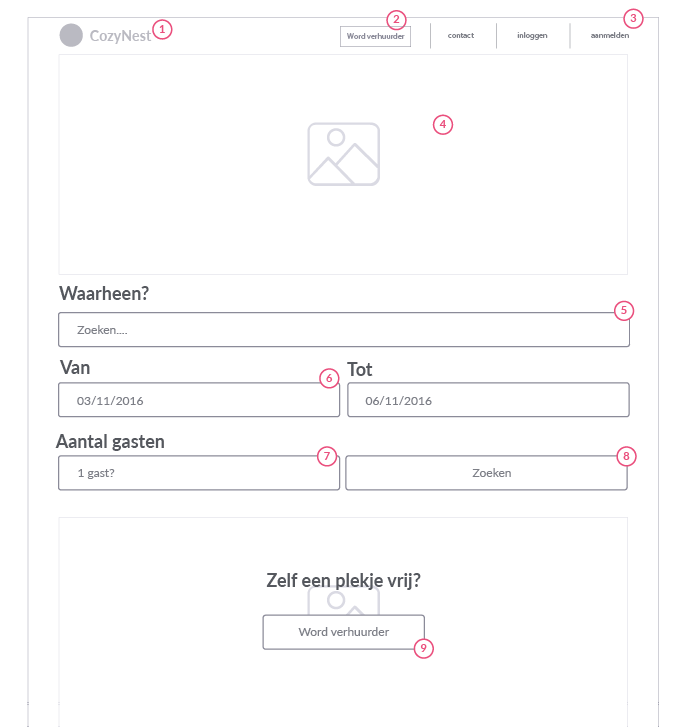 CozyNest
1
Word verhuurder
2
contact
inloggen
aanmelden
3
4
Waarheen?
Zoeken....
5
Van
Tot
6
03/11/2016
06/11/2016
Aantal gasten
1 gast?
7
Zoeken
8
Zelf een plekje vrij?
Word verhuurder
9